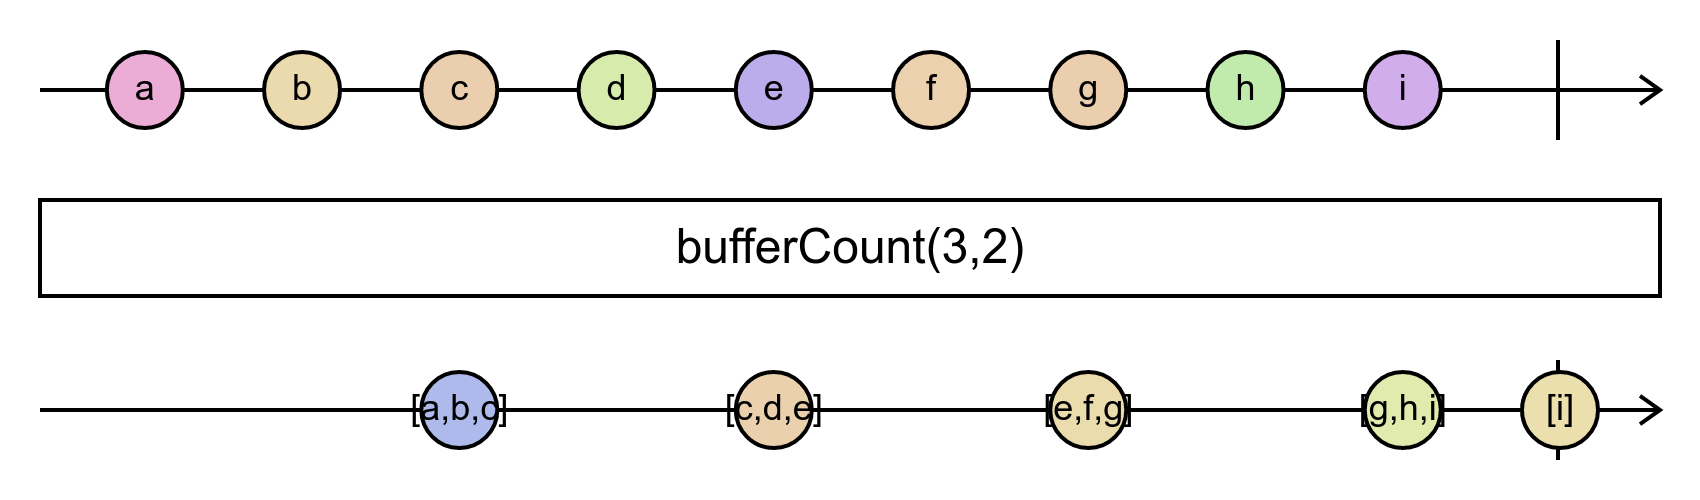 a b c d e f g h i
bufferCount(3,2)
[a,b,c] [c,d,e] [e,f,g] [g,h,i] [i]